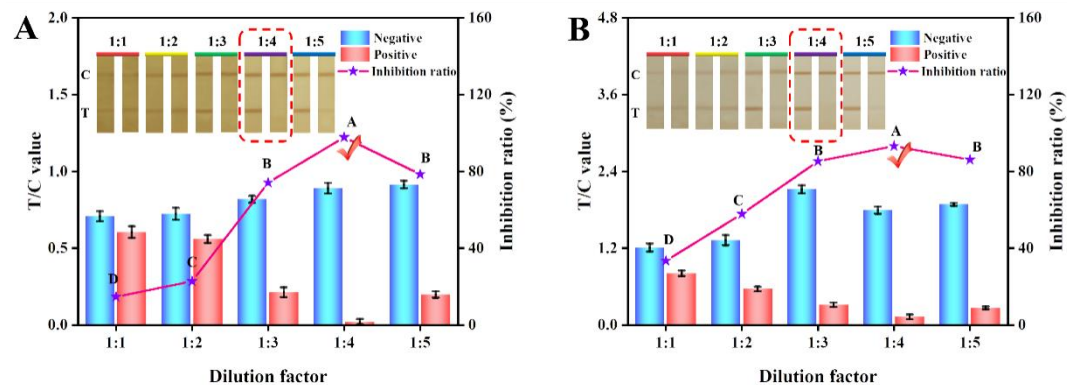 A
B
2.0
1.5
1.0
0.5
0.0
T/C value
160
120
80
40
0
Inhibition ratio (%)
1:1 1:2 1:3 1:4 1:5
C
T
Negative
Positive
Inhibition ratio
D
C
B
A
B
1:1 1:2 1:3 1:4 1:5
Dilution factor
4.8
3.6
2.4
1.2
0.0
T/C value
160
120
80
40
0
Inhibition ratio (%)
1:1 1:2 1:3 1:4 1:5
C
T
Negative
Positive
Inhibition ratio
D
C
B
A
B
1:1 1:2 1:3 1:4 1:5
Dilution factor